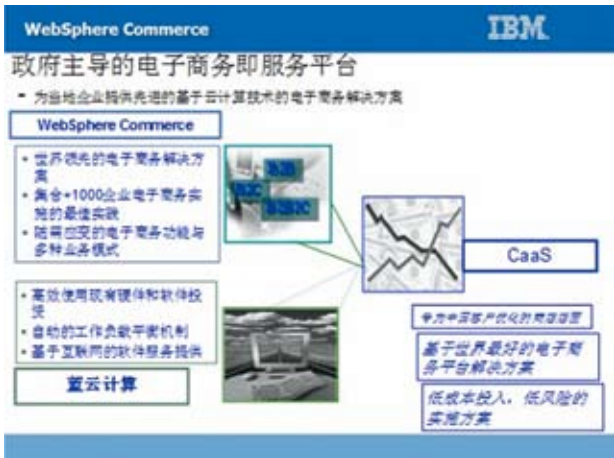 WebSphere Commerce
IBM
政府主导的电子商务即服务平台
- 为当地企业提供先进的基于云计算技术的电子商务解决方案
WebSphere Commerce
• 世界领先的电子商务解决方
案
• 集合+1000企业电子商务实
施的最佳实践
• 随需应变的电子商务功能与
多种业务模式
B2B
B2C
B2B2C
CaaS
• 高效使用现有硬件和软件投
资
• 自动的工作负载平衡机制
• 基于互联网的软件服务提供
蓝云计算
专为中国客户优化的商店
基于世界最好的电子商
务平台解决方案
低成本投入，低风险的
实施方案